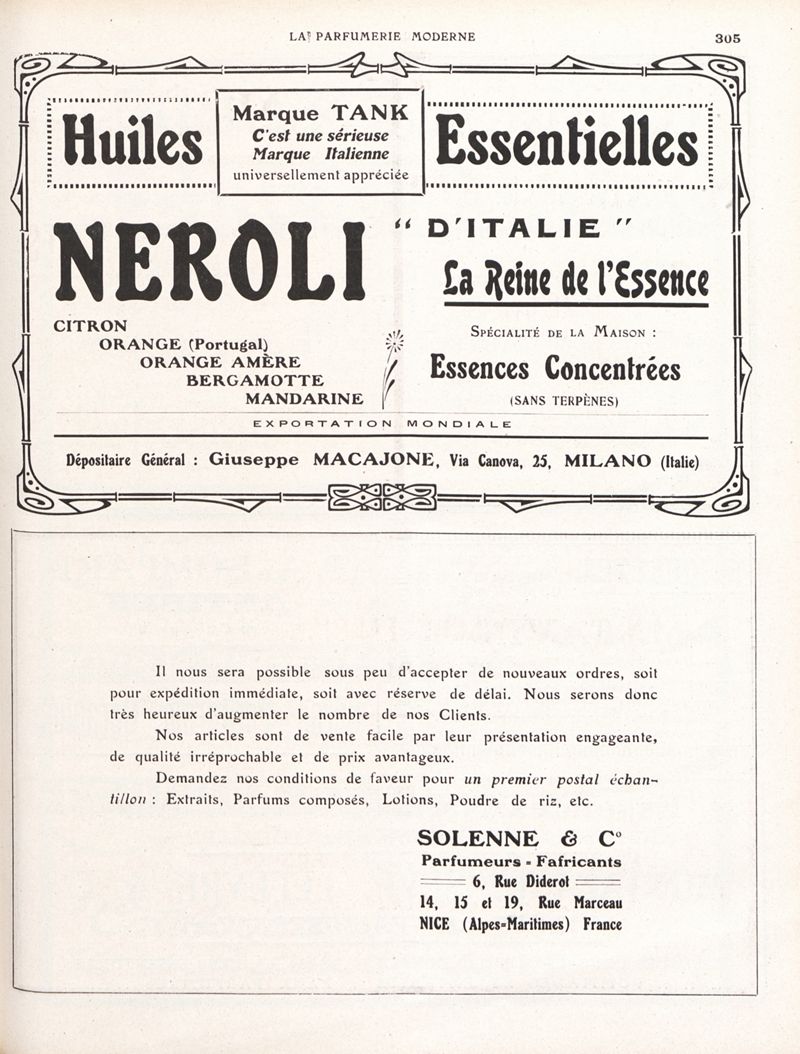 LA PARFUMERIE MODERNE
305
Huiles
Marque TANK
C'est une sérieuse
Marque Italienne
universellement appréciée
Essentielles
NEROLI
" D'ITALIE "
La Reine de l'Essence
CITRON
ORANGE (Portugal)
ORANGE AMÈRE
BERGAMOTTE
MANDARINE
SPÉCIALITÉ DE LA MAISON :
Essences Concentrées
(SANS TERPÈNES)
EXPORTATION MONDIALE
Dépositaire Général : Giuseppe MACAJONE, Via Canova, 25, MILANO (Italie)
Il nous sera possible sous peu d'accepter de nouveaux ordres, soit
pour expédition immédiate, soit avec réserve de délai. Nous serons donc
très heureux d'augmenter le nombre de nos Clients.
Nos articles sont de vente facile par leur présentation engageante,
de qualité irréprochable et de prix avantageux.
Demandez nos conditions de faveur pour un premier postal échan-
tillon : Extraits, Parfums composés, Lotions, Poudre de riz, etc.
SOLENNE & Cº
Parfumeurs - Fafricants
6, Rue Diderot
14, 15 et 19, Rue Marceau
NICE (Alpes-Maritimes) France